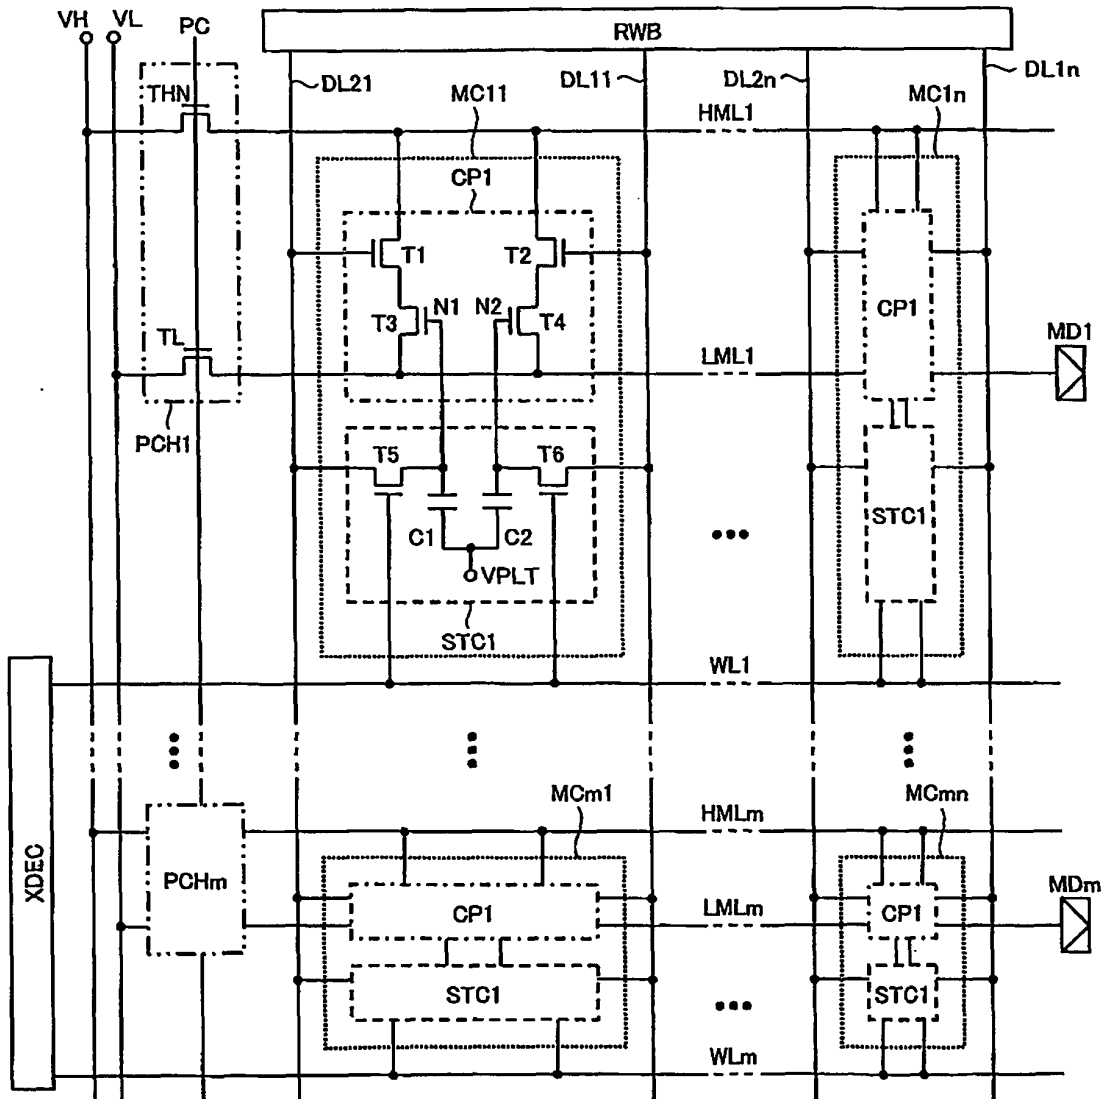 VH VL PC RWB
DL21 DL11 DL2n DL1n
THN MC11 HML1 MC1n
CP1
T1 T2
N1 N2
T3 T4 CP1
TL LML1 MD1
PCH1
T5 T6
STC1
C1 C2
VPLT
STC1
WL1
MCm1 MCmn
HMLm
XDEC
PCHm CP1 LMLm CP1 MDm
STC1 STC1
WLm